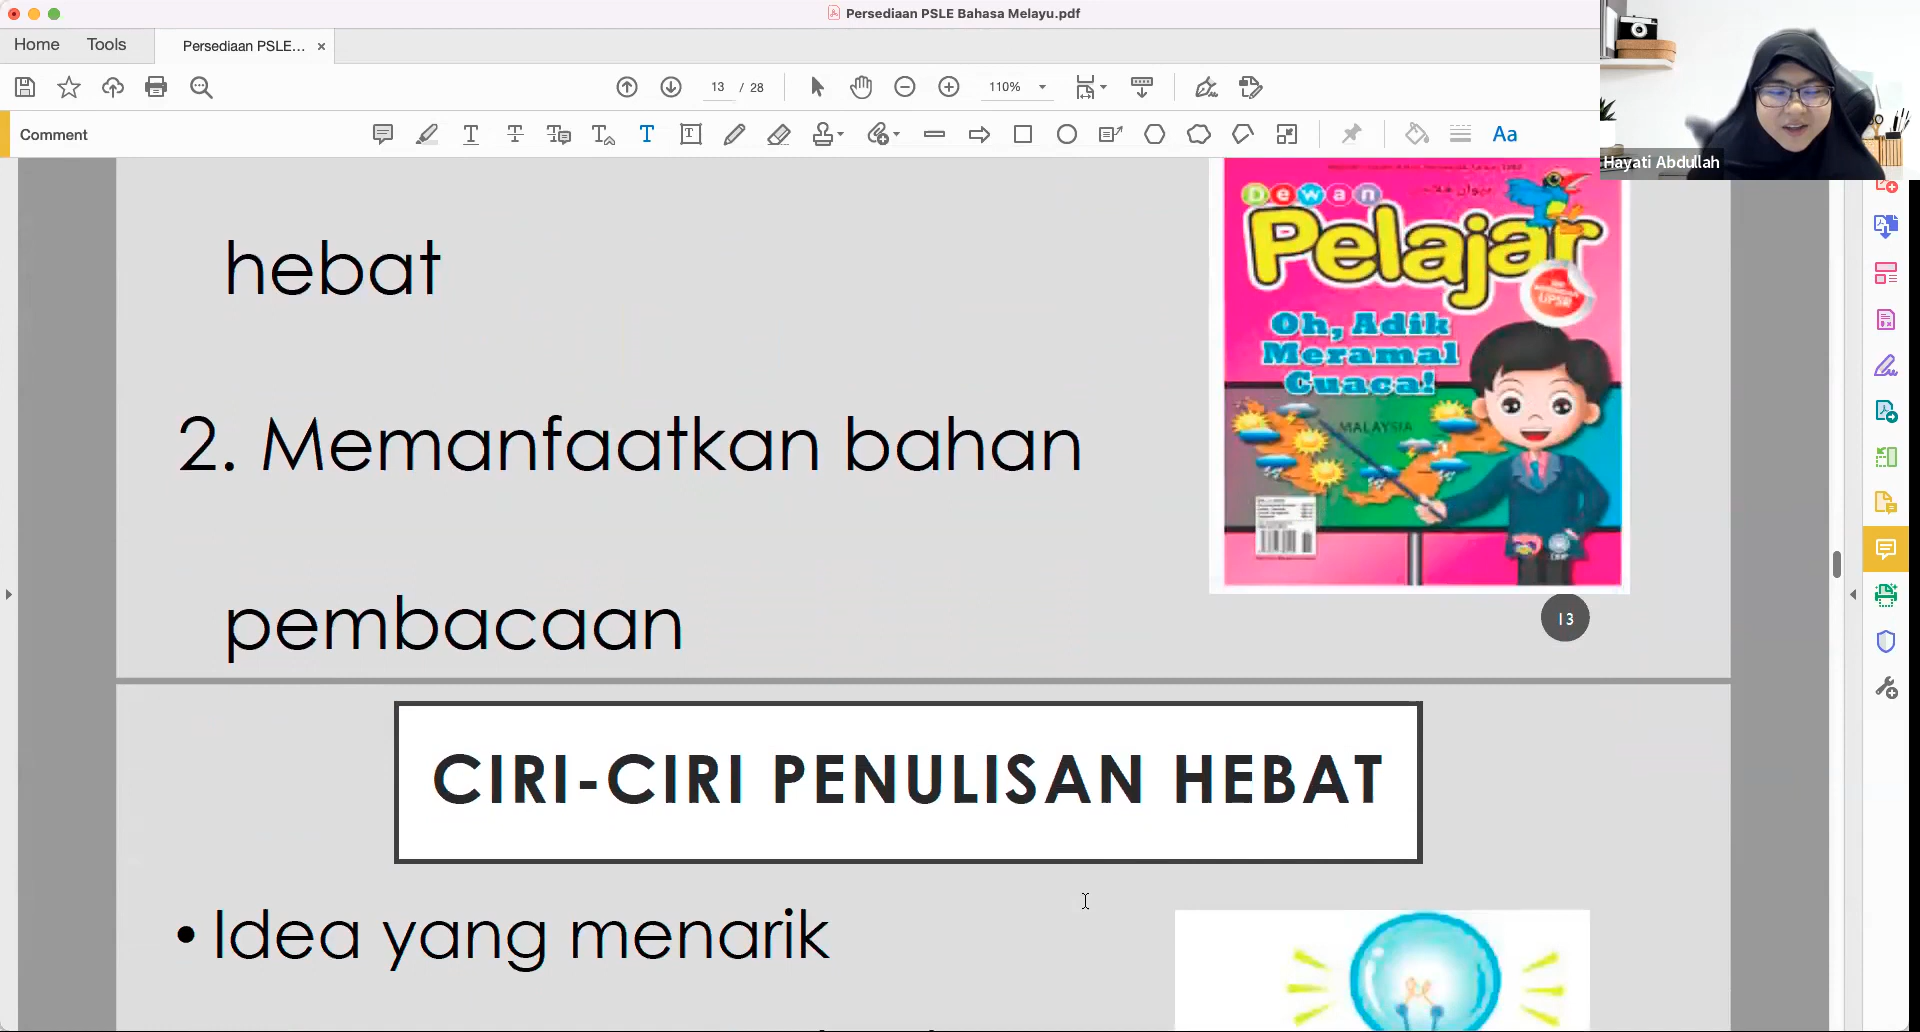 Persediaan PSLE Bahasa Melayu.pdf
Home
Tools
Persediaan PSLE...
13 / 28
110%
Comment
Aa
Hayati Abdullah
hebat
2. Memanfaatkan bahan
pembacaan
Dewan
Pelajar
UPSR
Oh, Adik
Meramal
Cuaca!
MALAYSIA
13
CIRI-CIRI PENULISAN HEBAT
• Idea yang menarik